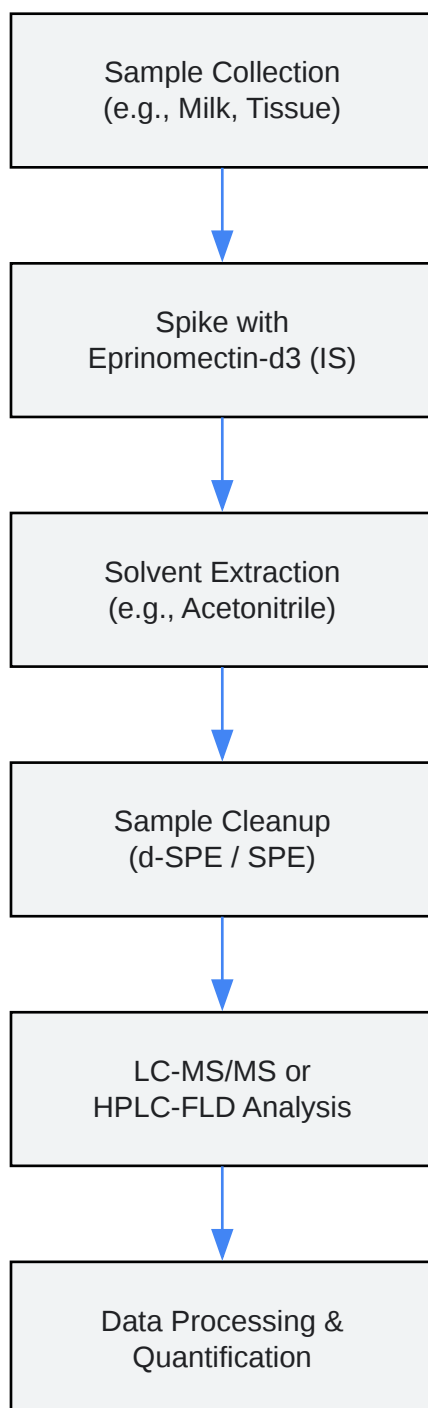 Sample Collection
(e.g., Milk, Tissue)
Spike with
Eprinomectin-d3 (IS)
Solvent Extraction
(e.g., Acetonitrile)
Sample Cleanup
(d-SPE / SPE)
LC-MS/MS or
HPLC-FLD Analysis
Data Processing &
Quantification